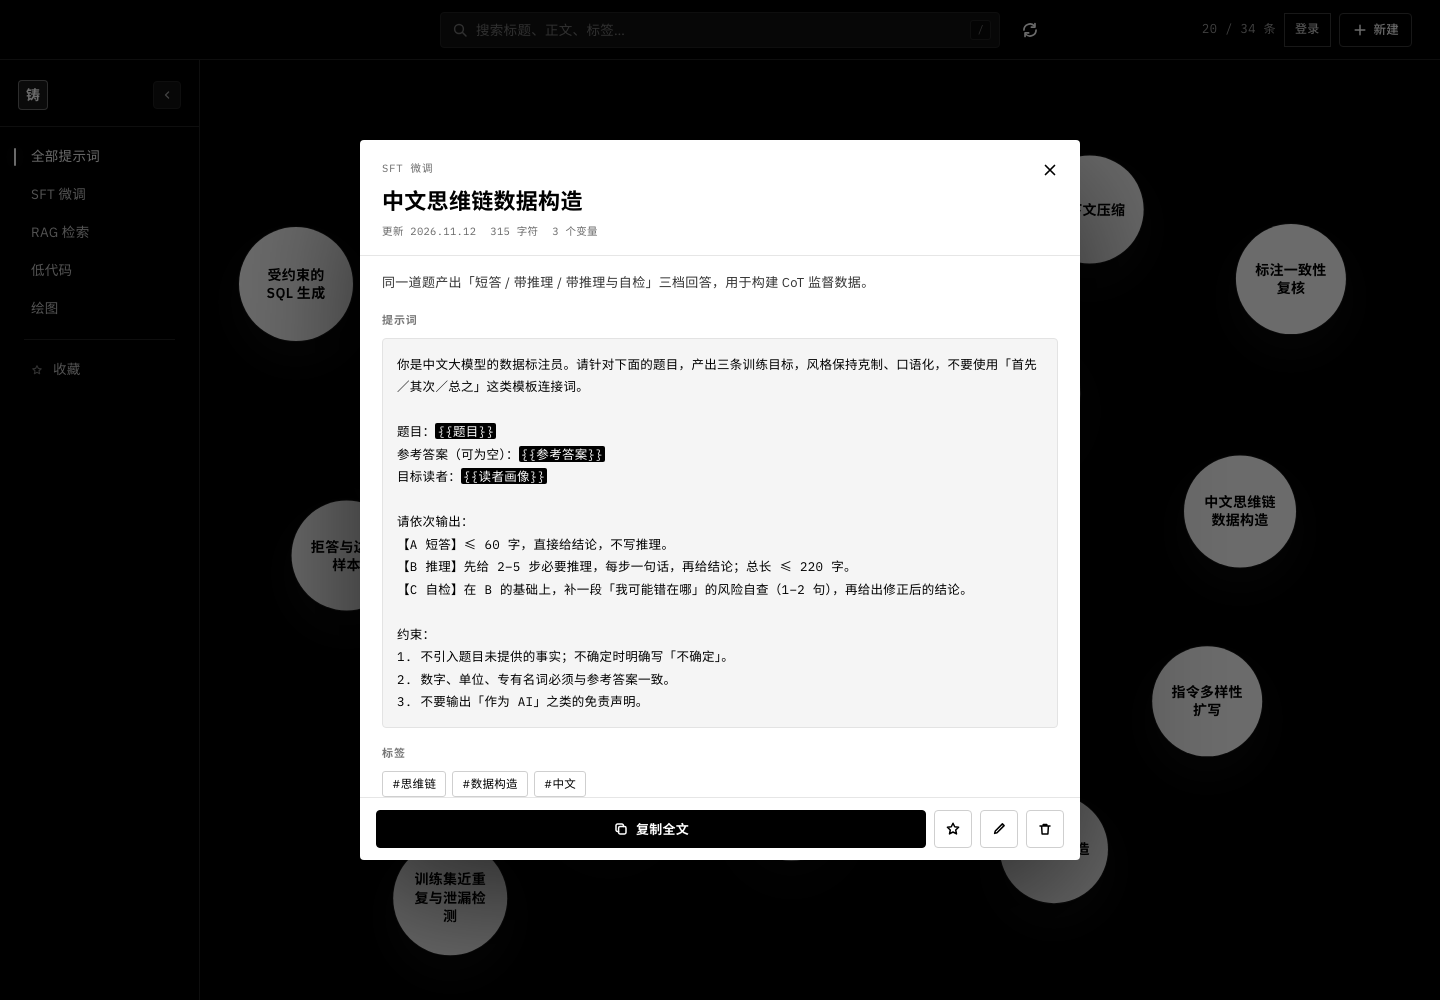 搜索标题、正文、标签...
/
20 / 34 条
登录
新建
铸
全部提示词
SFT 微调
RAG 检索
低代码
绘图
收藏
受约束的
SQL 生成
文压缩
标注一致性
复核
拒答与
样本
中文思维链
数据构造
指令多样性
扩写
造
训练集近重
复与泄漏检
测
SFT 微调
中文思维链数据构造
更新 2026.11.12 315 字符 3 个变量
同一道题产出「短答 / 带推理 / 带推理与自检」三档回答，用于构建 CoT 监督数据。
提示词
你是中文大模型的数据标注员。请针对下面的题目，产出三条训练目标，风格保持克制、口语化，不要使用「首先
／其次／总之」这类模板连接词。
题目：{{题目}}
参考答案（可为空）：{{参考答案}}
目标读者：{{读者画像}}
请依次输出：
【A 短答】≤ 60 字，直接给结论，不写推理。
【B 推理】先给 2–5 步必要推理，每步一句话，再给结论；总长 ≤ 220 字。
【C 自检】在 B 的基础上，补一段「我可能错在哪」的风险自查（1–2 句），再给出修正后的结论。
约束：
1. 不引入题目未提供的事实；不确定时明确写「不确定」。
2. 数字、单位、专有名词必须与参考答案一致。
3. 不要输出「作为 AI」之类的免责声明。
标签
#思维链 #数据构造 #中文
复制全文